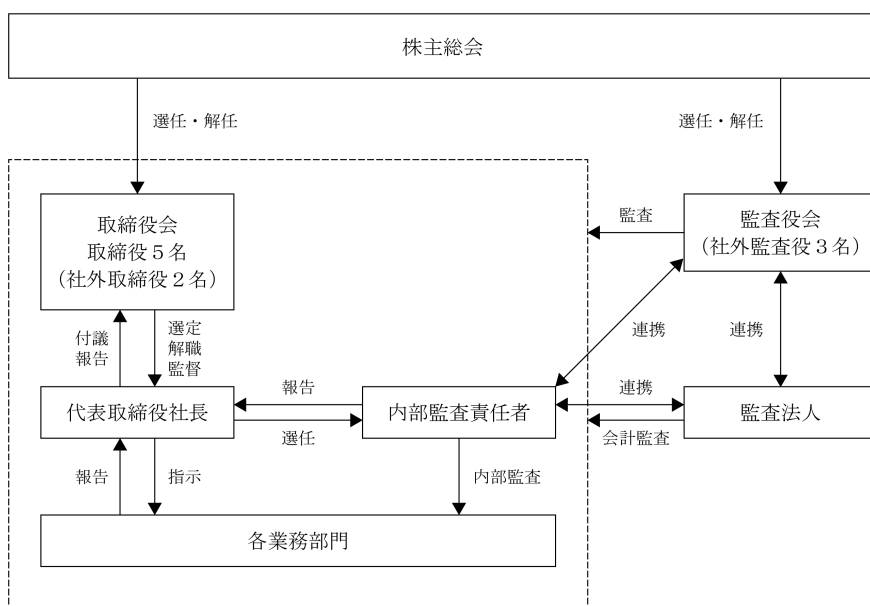 株主総会
選任・解任
選任・解任
取締役会
取締役5名
（社外取締役2名）
監査
監査役会
（社外監査役3名）
付議
報告
選定
解職
監督
連携
連携
代表取締役社長
報告
選任
内部監査責任者
連携
会計監査
監査法人
報告
指示
内部監査
各業務部門